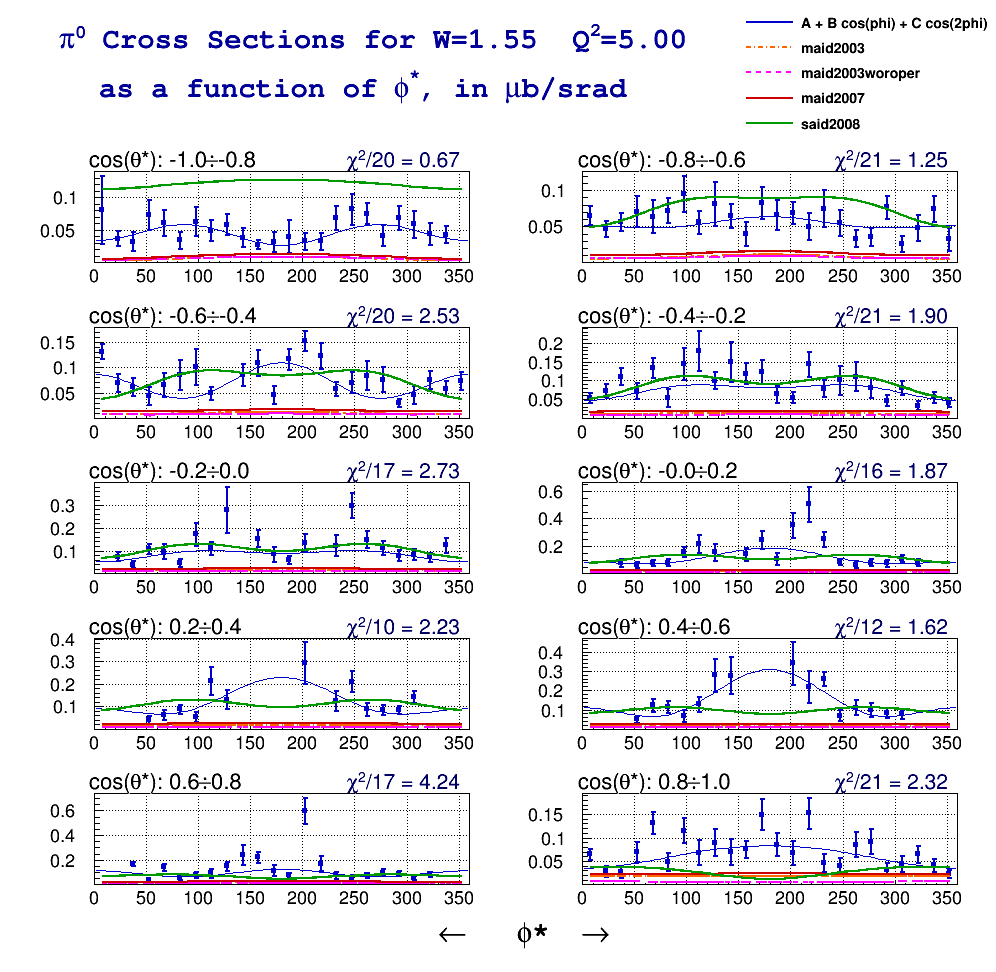 π⁰ Cross Sections for W=1.55 Q²=5.00
as a function of ϕ*, in μb/srad
A + B cos(phi) + C cos(2phi)
maid2003
maid2003woroper
maid2007
said2008
cos(θ*): -1.0÷-0.8 χ²/20 = 0.67
0.1
0.05
0 50 100 150 200 250 300 350
cos(θ*): -0.8÷-0.6 χ²/21 = 1.25
0.1
0.05
0 50 100 150 200 250 300 350
cos(θ*): -0.6÷-0.4 χ²/20 = 2.53
0.15
0.1
0.05
0 50 100 150 200 250 300 350
cos(θ*): -0.4÷-0.2 χ²/21 = 1.90
0.2
0.15
0.1
0.05
0 50 100 150 200 250 300 350
cos(θ*): -0.2÷0.0 χ²/17 = 2.73
0.3
0.2
0.1
0 50 100 150 200 250 300 350
cos(θ*): -0.0÷0.2 χ²/16 = 1.87
0.6
0.4
0.2
0 50 100 150 200 250 300 350
cos(θ*): 0.2÷0.4 χ²/10 = 2.23
0.4
0.3
0.2
0.1
0 50 100 150 200 250 300 350
cos(θ*): 0.4÷0.6 χ²/12 = 1.62
0.4
0.3
0.2
0.1
0 50 100 150 200 250 300 350
cos(θ*): 0.6÷0.8 χ²/17 = 4.24
0.6
0.4
0.2
0 50 100 150 200 250 300 350
cos(θ*): 0.8÷1.0 χ²/21 = 2.32
0.15
0.1
0.05
0 50 100 150 200 250 300 350
← ϕ* →